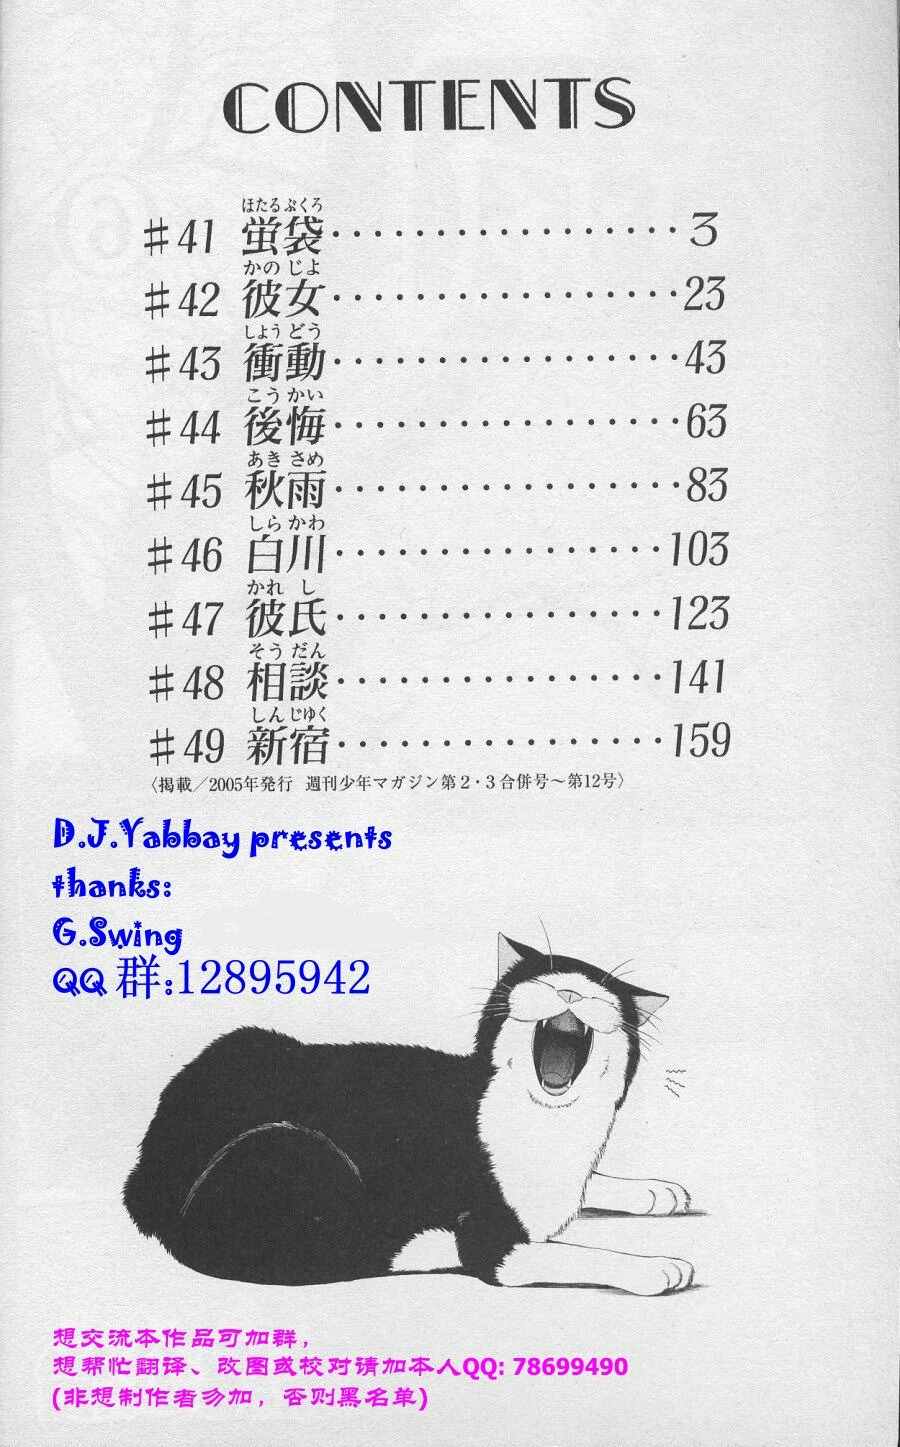 CONTENTS
ほたるぶくろ
#41 蛍袋・・・・・・・・・・・・・・・・・3
かのじよ
#42 彼女・・・・・・・・・・・・・・・・・23
しようどう
#43 衝動・・・・・・・・・・・・・・・・・43
こうかい
#44 後悔・・・・・・・・・・・・・・・・・63
あきさめ
#45 秋雨・・・・・・・・・・・・・・・・・83
しらかわ
#46 白川・・・・・・・・・・・・・・・・103
かれし
#47 彼氏・・・・・・・・・・・・・・・・123
そうだん
#48 相談・・・・・・・・・・・・・・・・141
しんじゆく
#49 新宿・・・・・・・・・・・・・・・・159
〈掲載／2005年発行 週刊少年マガジン第2・3合併号～第12号〉
D.J.Yabbay presents
thanks:
G.Swing
QQ 群:12895942
想交流本作品可加群，
想帮忙翻译、改图或校对请加本人QQ: 78699490
(非想制作者勿加，否则黑名单)